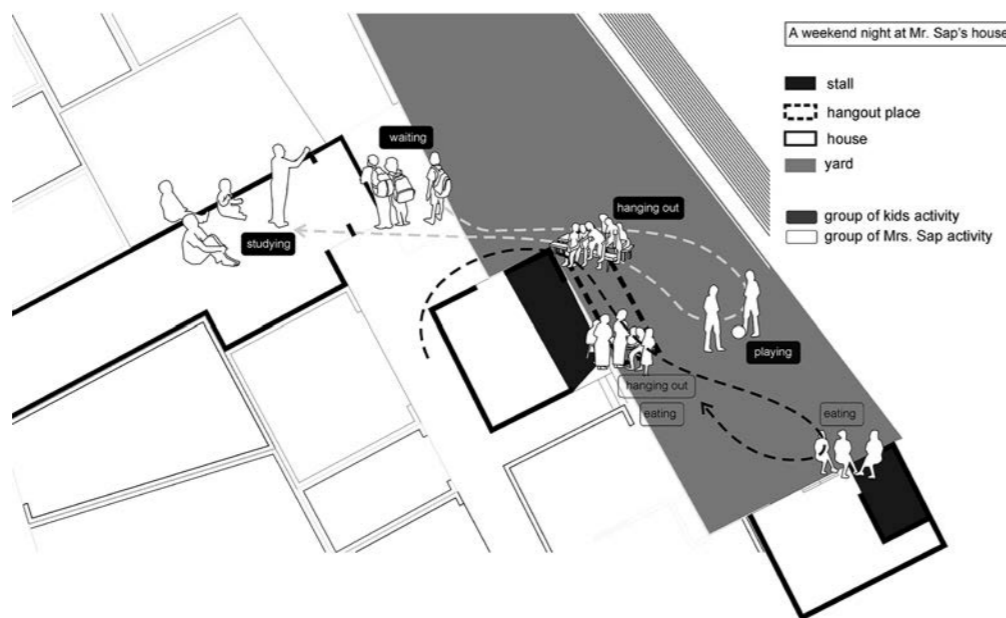 A weekend night at Mr. Sap's house
stall
hangout place
house
yard
group of kids activity
group of Mrs. Sap activity
waiting
hanging out
studying
playing
hanging out
eating
eating